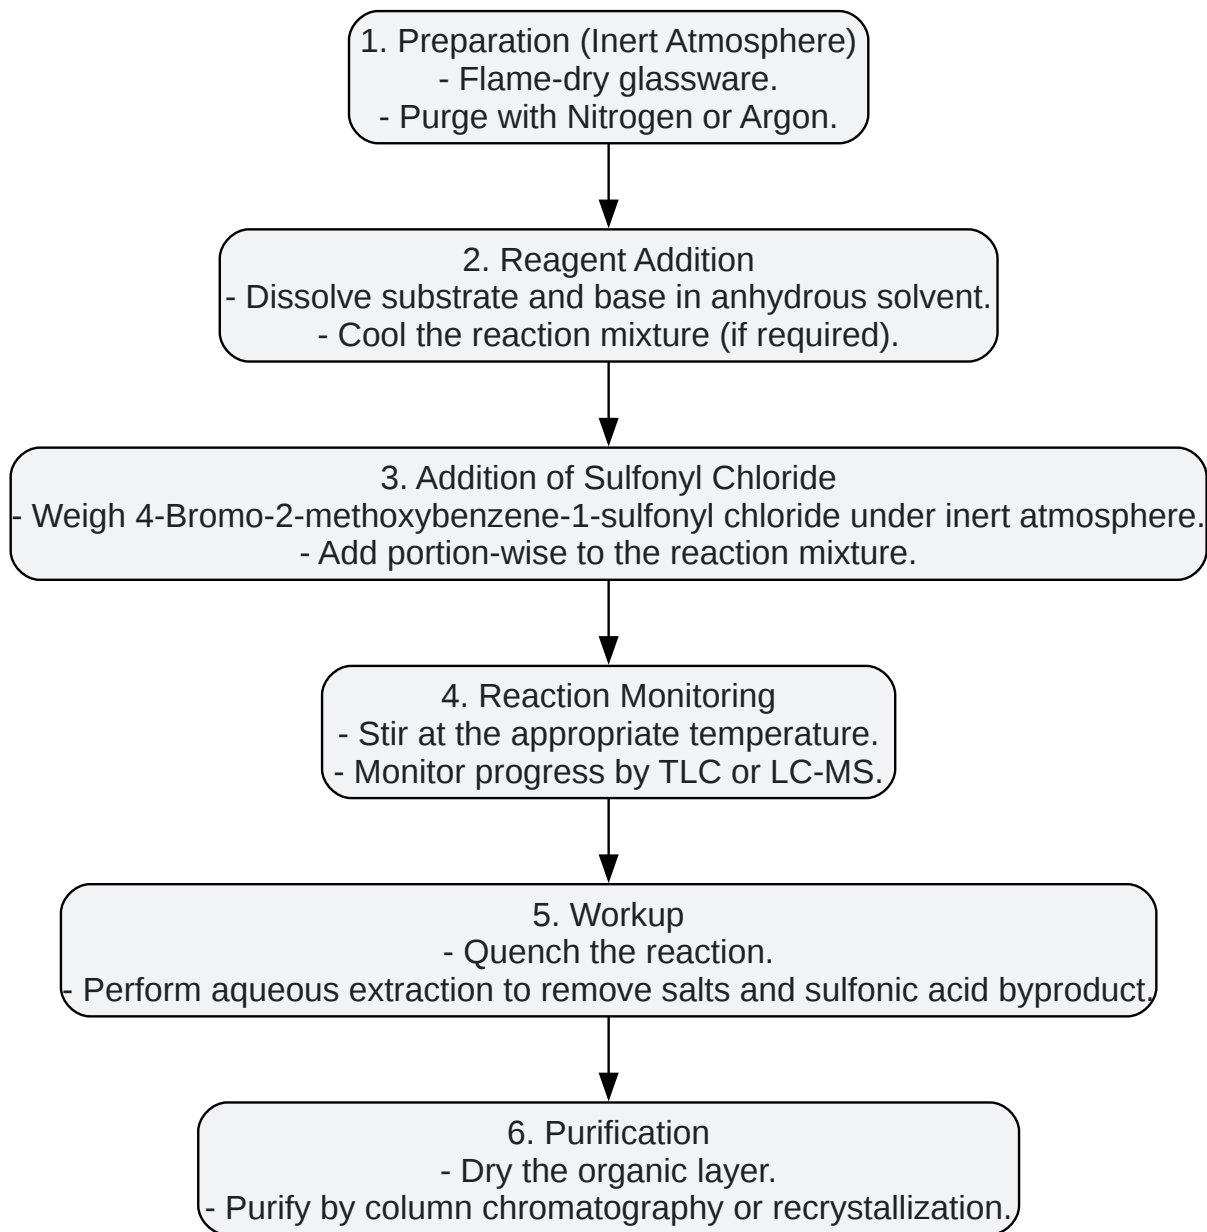 1. Preparation (Inert Atmosphere)
- Flame-dry glassware.
- Purge with Nitrogen or Argon.
2. Reagent Addition
- Dissolve substrate and base in anhydrous solvent.
- Cool the reaction mixture (if required).
3. Addition of Sulfonyl Chloride
- Weigh 4-Bromo-2-methoxybenzene-1-sulfonyl chloride under inert atmosphere.
- Add portion-wise to the reaction mixture.
4. Reaction Monitoring
- Stir at the appropriate temperature.
- Monitor progress by TLC or LC-MS.
5. Workup
- Quench the reaction.
- Perform aqueous extraction to remove salts and sulfonic acid byproduct.
6. Purification
- Dry the organic layer.
- Purify by column chromatography or recrystallization.